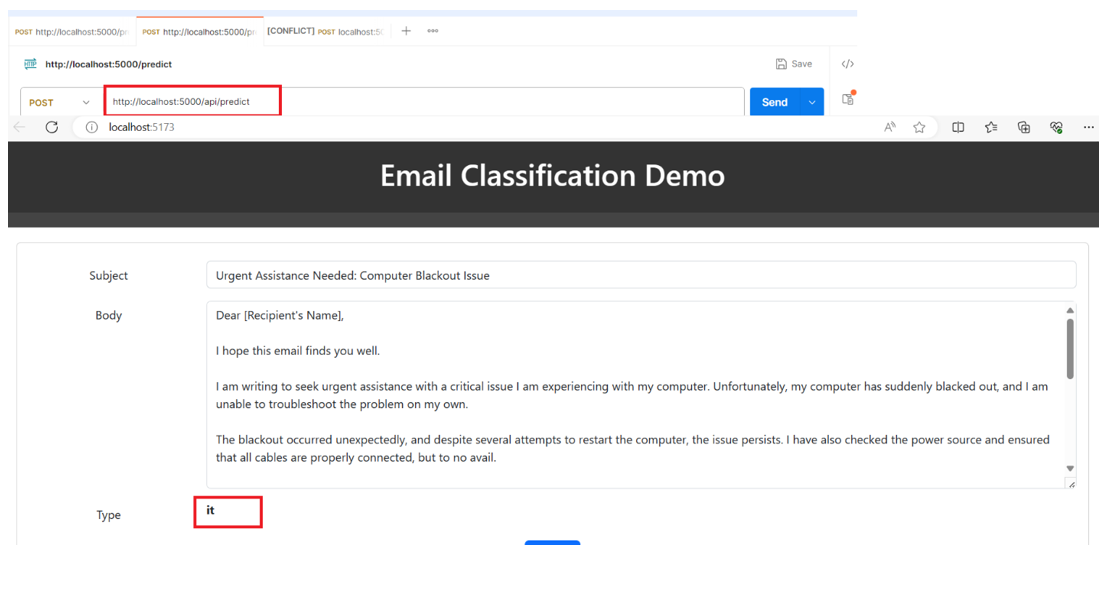 POST http://localhost:5000/pr POST http://localhost:5000/pr [CONFLICT] POST localhost:50
HTTP http://localhost:5000/predict Save </>
POST http://localhost:5000/api/predict Send
localhost:5173
Email Classification Demo
Subject Urgent Assistance Needed: Computer Blackout Issue
Body Dear [Recipient's Name],
I hope this email finds you well.
I am writing to seek urgent assistance with a critical issue I am experiencing with my computer. Unfortunately, my computer has suddenly blacked out, and I am
unable to troubleshoot the problem on my own.
The blackout occurred unexpectedly, and despite several attempts to restart the computer, the issue persists. I have also checked the power source and ensured
that all cables are properly connected, but to no avail.
Type it